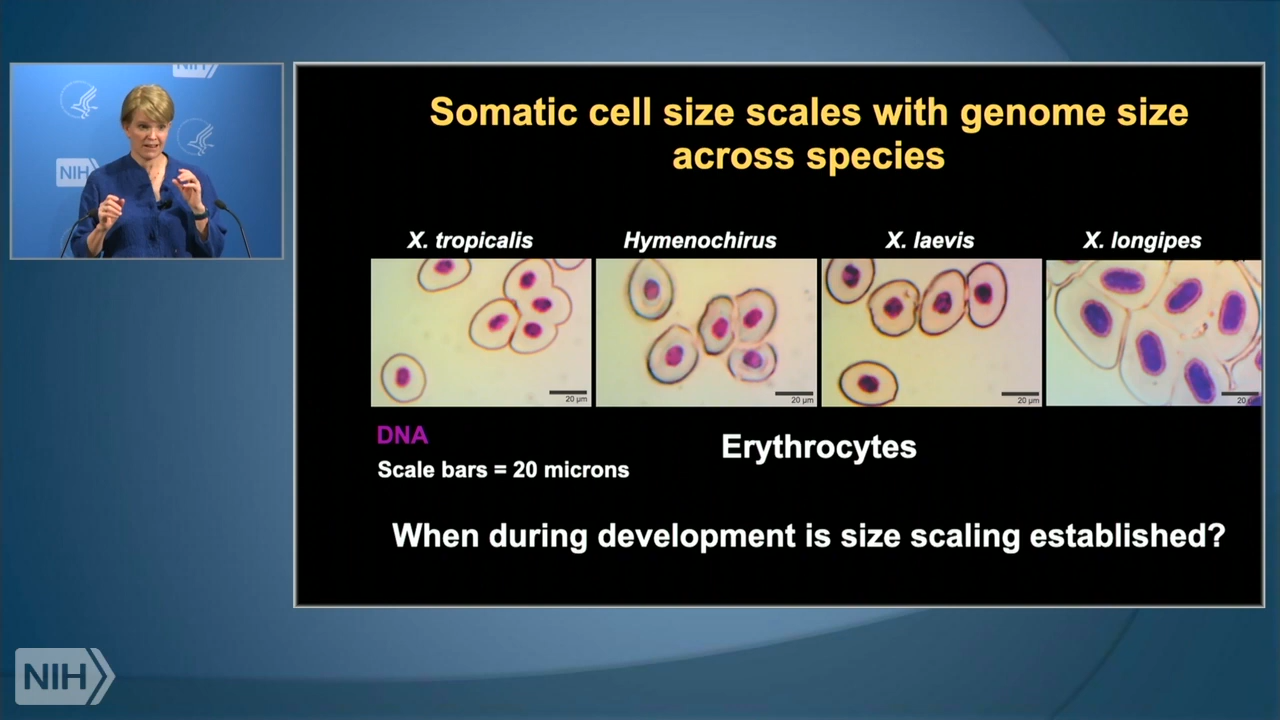 NIH
NIH
Somatic cell size scales with genome size
across species
X. tropicalis
Hymenochirus
X. laevis
X. longipes
20 µm
20 µm
20 µm
20
DNA
Scale bars = 20 microns
Erythrocytes
When during development is size scaling established?
NIH